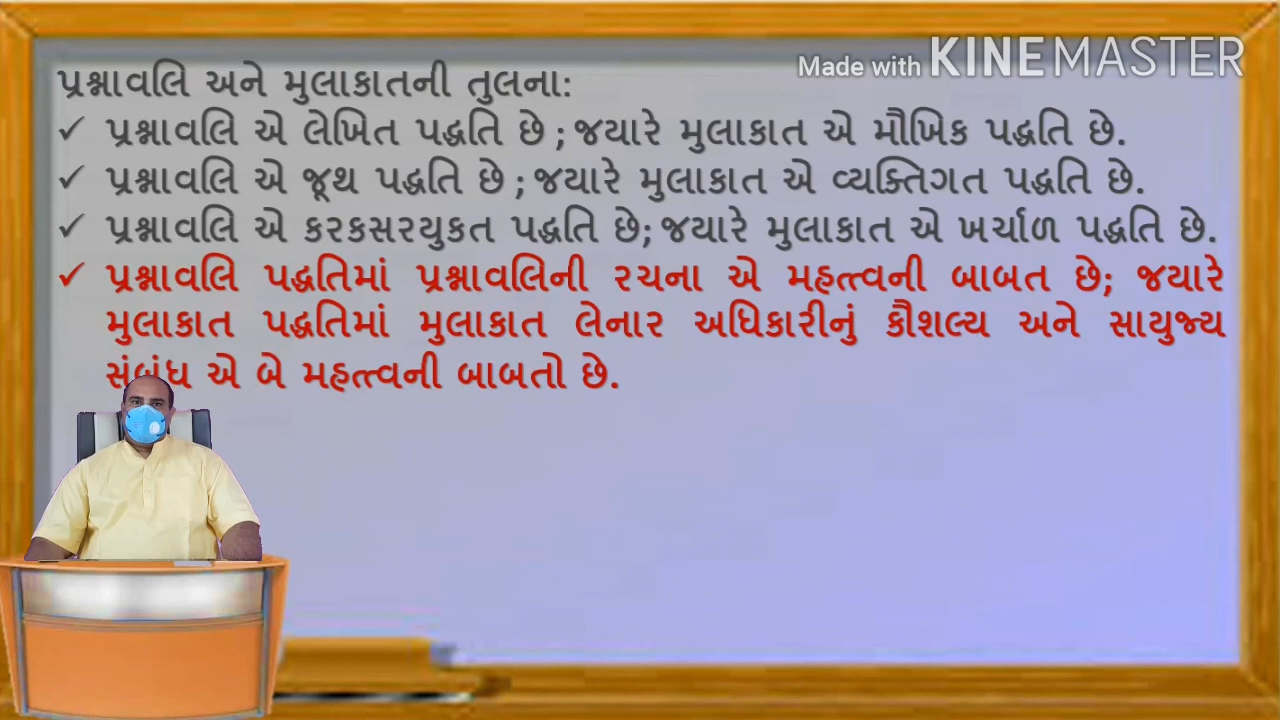 Made with KINEMASTER
પ્રશ્નાવલિ અને મુલાકાતની તુલના:
✓ પ્રશ્નાવલિ એ લેખિત પદ્ધતિ છે ; જયારે મુલાકાત એ મૌખિક પદ્ધતિ છે.
✓ પ્રશ્નાવલિ એ જૂથ પદ્ધતિ છે ; જયારે મુલાકાત એ વ્યક્તિગત પદ્ધતિ છે.
✓ પ્રશ્નાવલિ એ કરકસરયુકત પદ્ધતિ છે; જયારે મુલાકાત એ ખર્ચાળ પદ્ધતિ છે.
✓ પ્રશ્નાવલિ પદ્ધતિમાં પ્રશ્નાવલિની રચના એ મહત્ત્વની બાબત છે; જયારે
મુલાકાત પદ્ધતિમાં મુલાકાત લેનાર અધિકારીનું કૌશલ્ય અને સાયુજ્ય
સંબંધ એ બે મહત્ત્વની બાબતો છે.